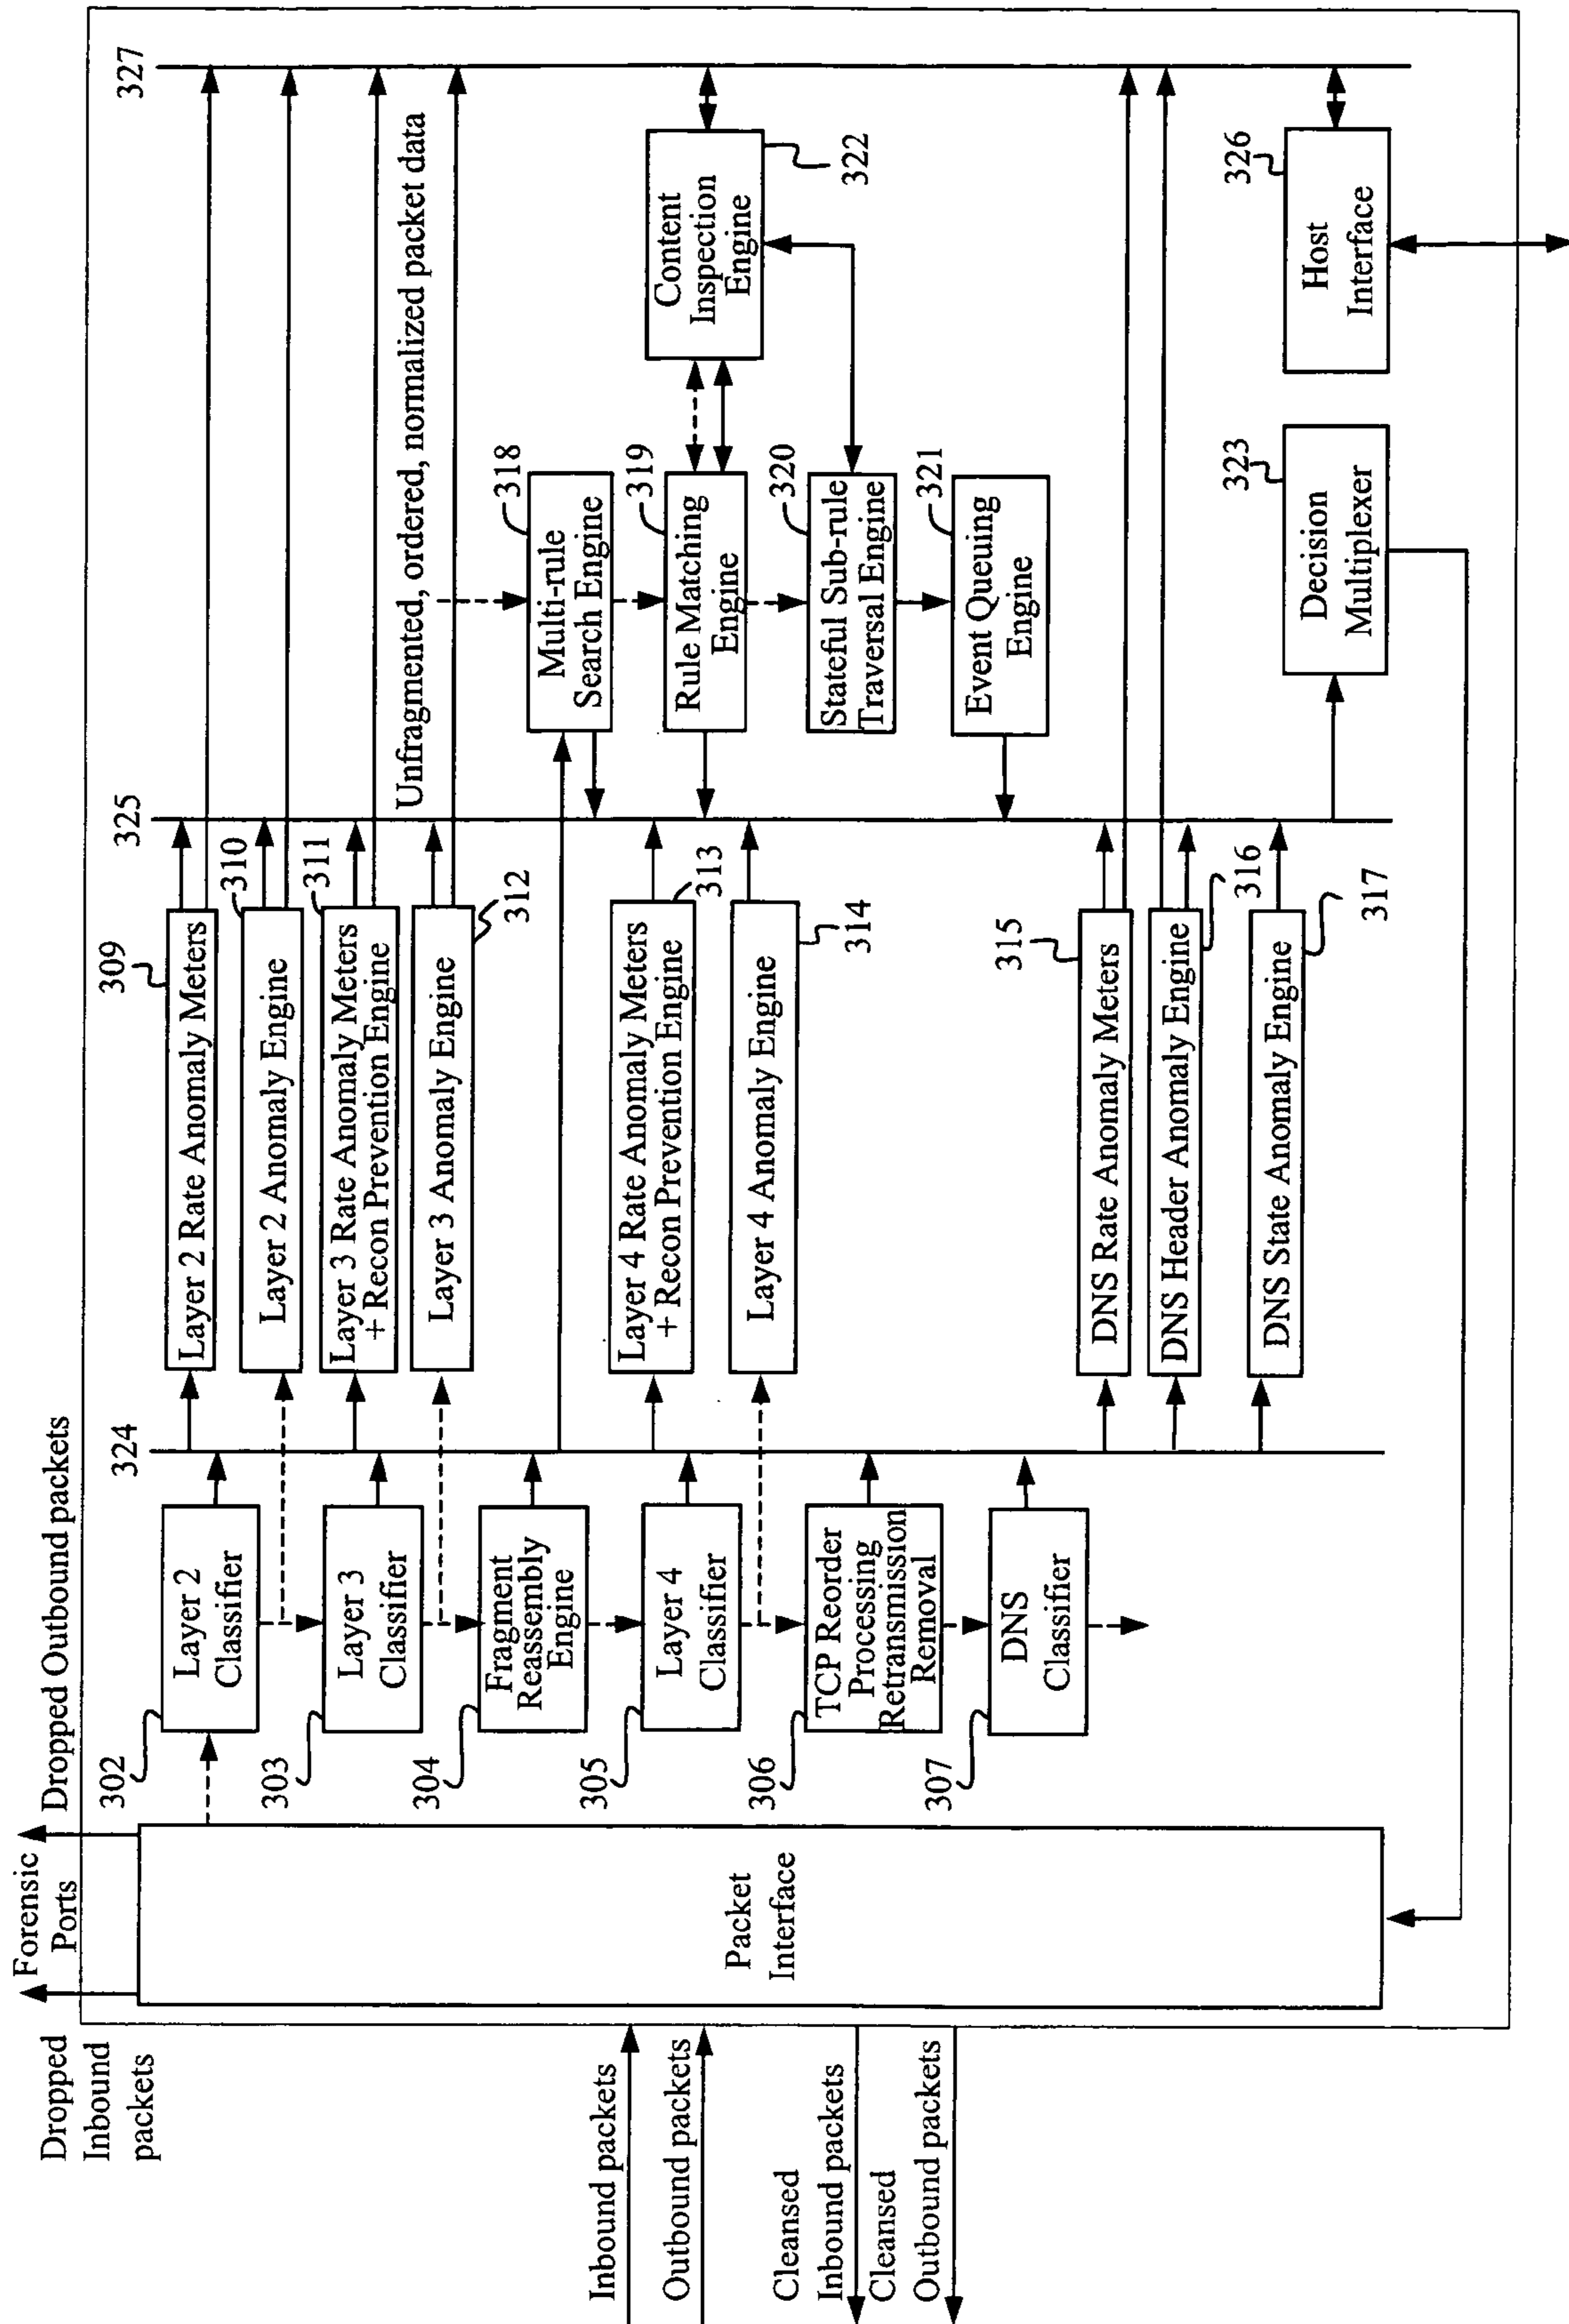 Dropped
Inbound
packets
Forensic
Ports
Dropped Outbound packets
Inbound packets
Outbound packets
Cleansed
Inbound packets
Cleansed
Outbound packets
Packet
Interface
302
Layer 2
Classifier
303
Layer 3
Classifier
304
Fragment
Reassembly
Engine
305
Layer 4
Classifier
306
TCP Reorder
Processing
Retransmission
Removal
307
DNS
Classifier
324
309
Layer 2 Rate Anomaly Meters
310
Layer 2 Anomaly Engine
311
Layer 3 Rate Anomaly Meters
+ Recon Prevention Engine
312
Layer 3 Anomaly Engine
313
Layer 4 Rate Anomaly Meters
+ Recon Prevention Engine
314
Layer 4 Anomaly Engine
315
DNS Rate Anomaly Meters
316
DNS Header Anomaly Engine
317
DNS State Anomaly Engine
325
Unfragmented, ordered, normalized packet data
318
Multi-rule
Search Engine
319
Rule Matching
Engine
320
Stateful Sub-rule
Traversal Engine
321
Event Queuing
Engine
322
Content
Inspection
Engine
323
Decision
Multiplexer
326
Host
Interface
327